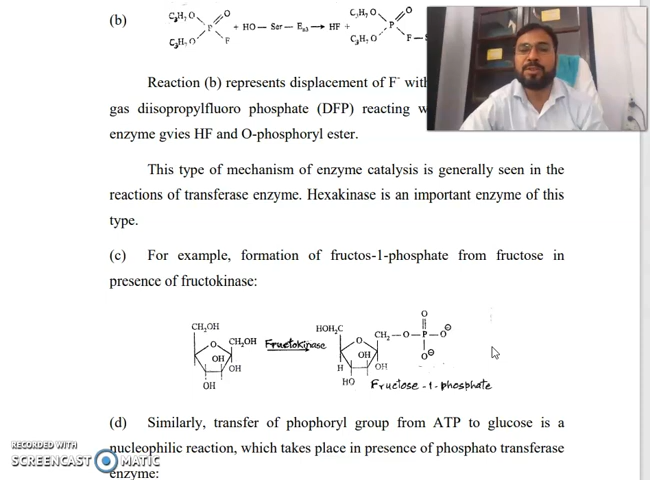 (b)
C₃H₇O O C₃H₇O O
P + HO — Ser — Enз → HF + P
C₃H₇O F C₃H₇O F — S
Reaction (b) represents displacement of F⁻ with
gas diisopropylfluoro phosphate (DFP) reacting w
enzyme gvies HF and O-phosphoryl ester.
This type of mechanism of enzyme catalysis is generally seen in the
reactions of transferase enzyme. Hexakinase is an important enzyme of this
type.
(c) For example, formation of fructos-1-phosphate from fructose in
presence of fructokinase:
O
CH₂OH HOH₂C CH₂—O—P—O⊖
O CH₂OH Fructokinase O O⊖
OH OH H OH OH
OH HO Fructose-1-phosphate
(d) Similarly, transfer of phophoryl group from ATP to glucose is a
nucleophilic reaction, which takes place in presence of phosphato transferase
enzyme:
RECORDED WITH
SCREENCAST MATIC